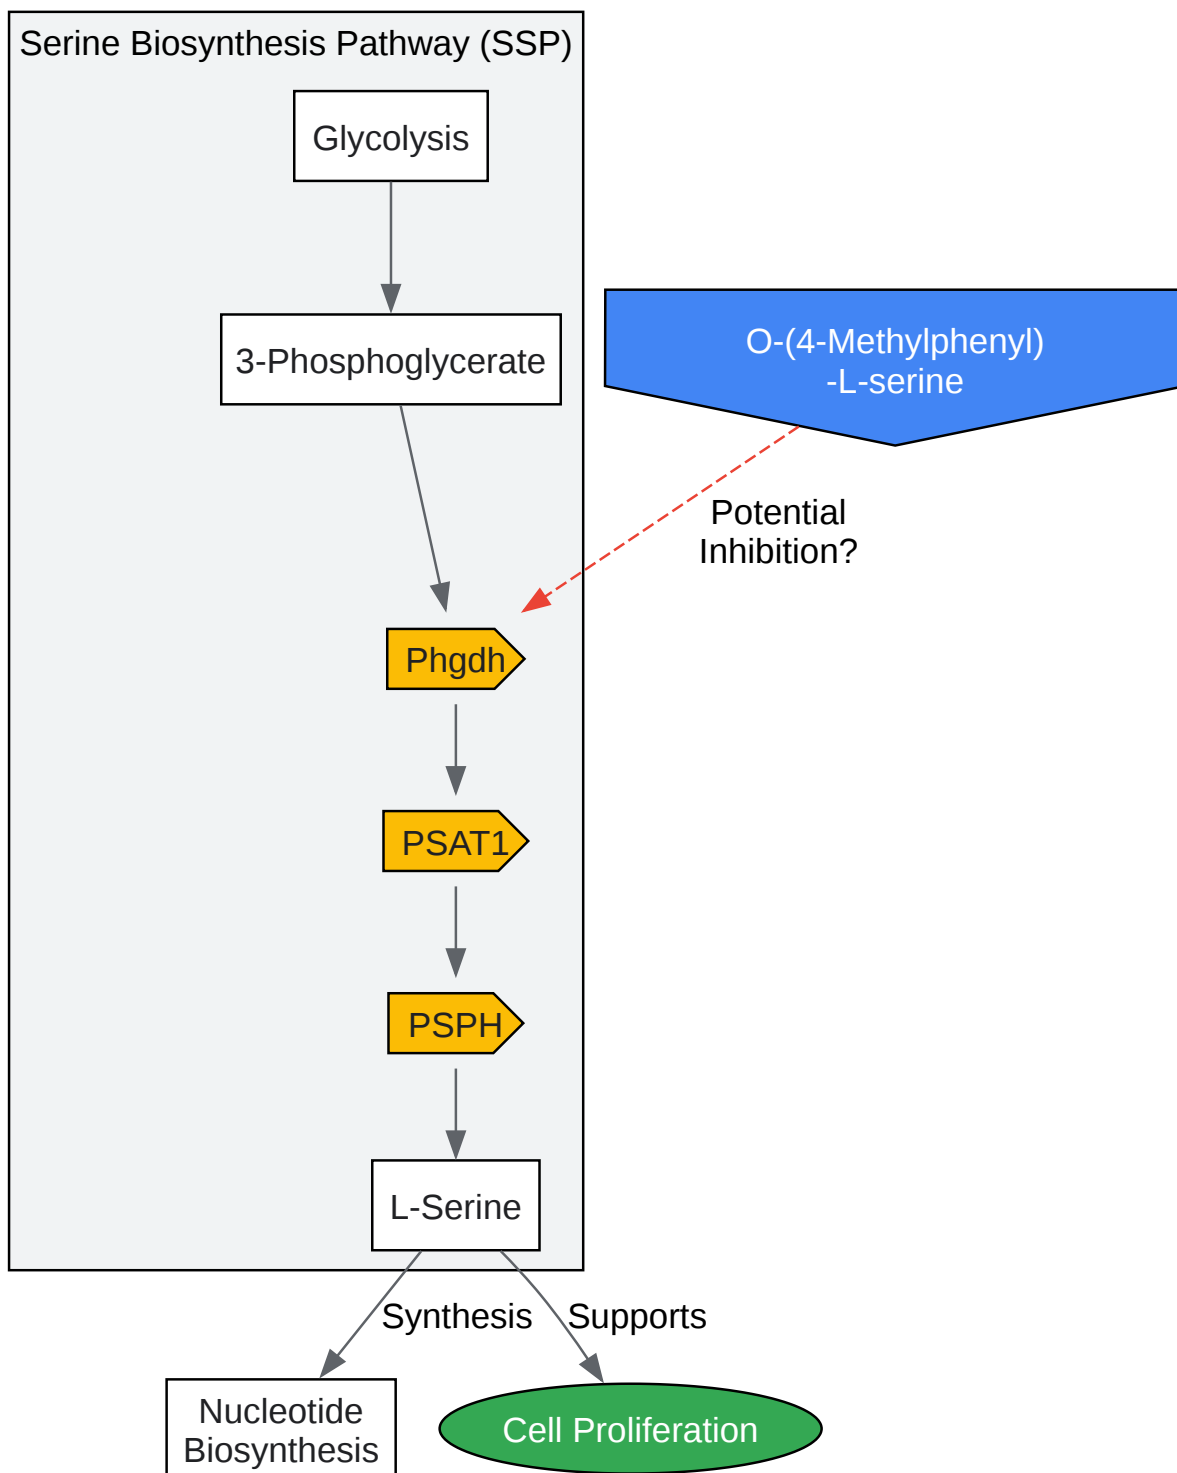 Serine Biosynthesis Pathway (SSP)
Glycolysis
3-Phosphoglycerate
O-(4-Methylphenyl)
-L-serine
Potential
Inhibition?
Phgdh
PSAT1
PSPH
L-Serine
Synthesis
Supports
Nucleotide
Biosynthesis
Cell Proliferation